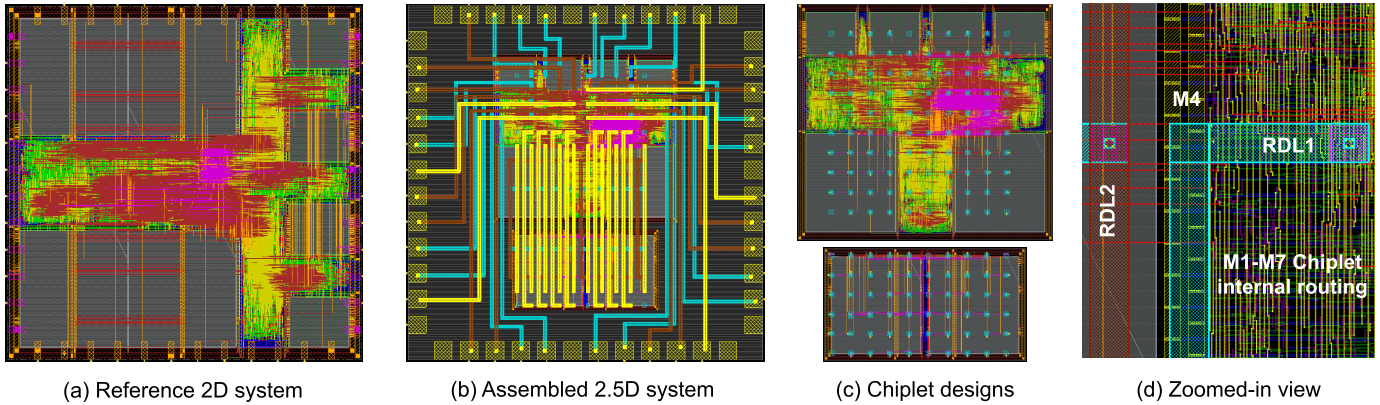 M4
RDL1
RDL2
M1-M7 Chiplet
internal routing
(a) Reference 2D system
(b) Assembled 2.5D system
(c) Chiplet designs
(d) Zoomed-in view